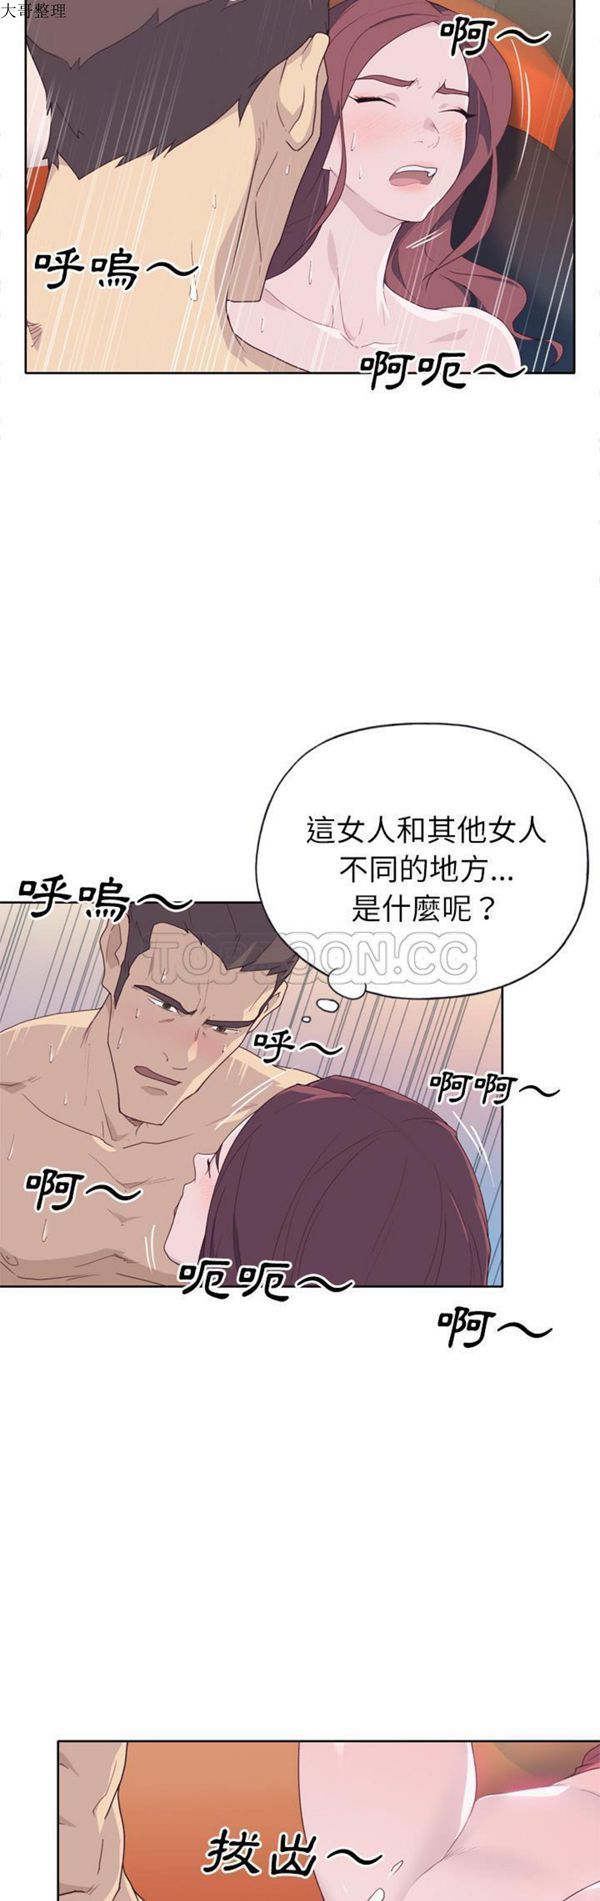 大哥整理
啊～
呼嗚～
啊呃～
這女人和其他女人
不同的地方...
是什麼呢？
呼嗚～
TOPTOON.CC
呼～
啊啊～
啊～
呃呃～
啊～
拔出～